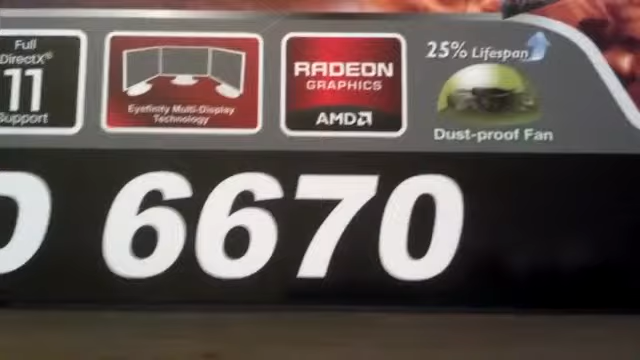 Full
DirectX®
11
Support
Eyefinity Multi-Display
Technology
RADEON
GRAPHICS
AMD
25% Lifespan
Dust-proof Fan
D 6670